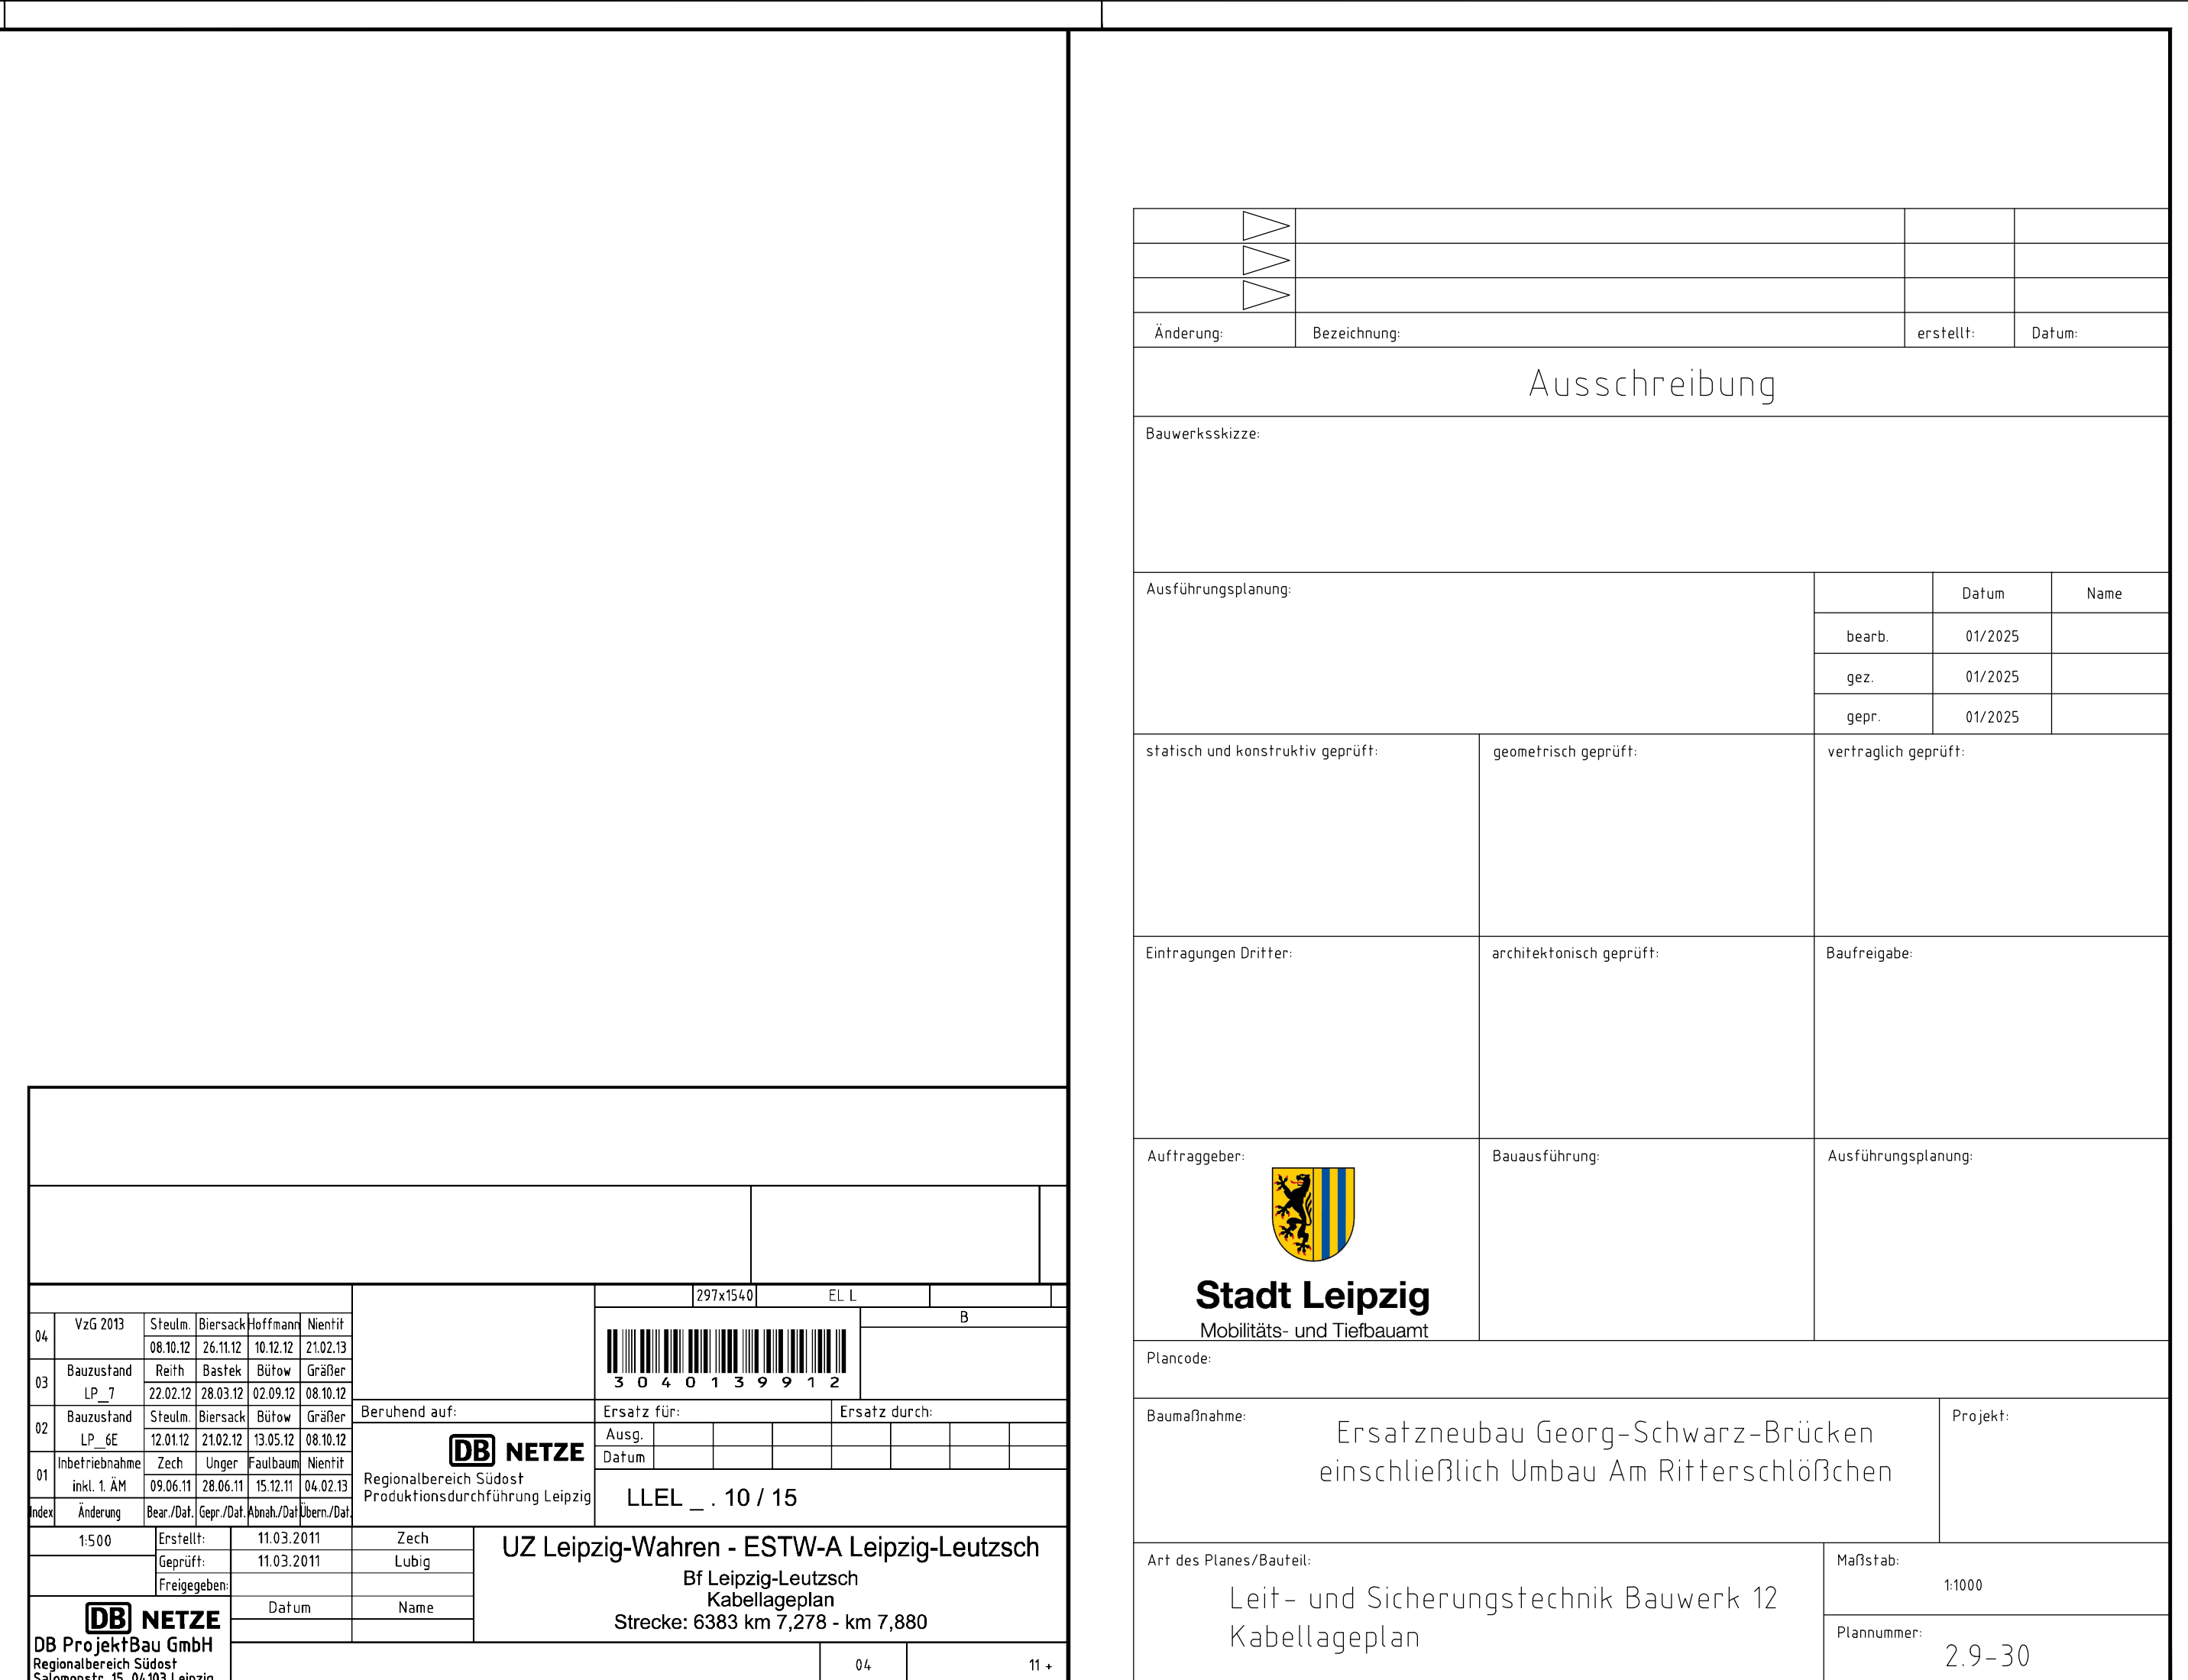 297x1540 EL L
B
04 VzG 2013 Steulm. Biersack Hoffmann Nientit
08.10.12 26.11.12 10.12.12 21.02.13
03 Bauzustand Reith Bastek Bütow Gräßer
LP_7 22.02.12 28.03.12 02.09.12 08.10.12
02 Bauzustand Steulm. Biersack Bütow Gräßer
LP_6E 12.01.12 21.02.12 13.05.12 08.10.12
01 Inbetriebnahme Zech Unger Faulbaum Nientit
inkl. 1. ÄM 09.06.11 28.06.11 15.12.11 04.02.13
Index Änderung Bear./Dat. Gepr./Dat. Abnah./Dat Übern./Dat.
3040139912
Beruhend auf:
Ersatz für: Ersatz durch:
Ausg.
Datum
DB NETZE
Regionalbereich Südost
Produktionsdurchführung Leipzig
LLEL _ . 10 / 15
1:500
Erstellt: 11.03.2011 Zech
Geprüft: 11.03.2011 Lubig
Freigegeben:
Datum Name
DB NETZE
DB ProjektBau GmbH
Regionalbereich Südost
Salomonstr. 15, 04103 Leipzig
UZ Leipzig-Wahren - ESTW-A Leipzig-Leutzsch
Bf Leipzig-Leutzsch
Kabellageplan
Strecke: 6383 km 7,278 - km 7,880
04 11 +
Änderung: Bezeichnung: erstellt: Datum:
Ausschreibung
Bauwerksskizze:
Ausführungsplanung:
Datum Name
bearb. 01/2025
gez. 01/2025
gepr. 01/2025
statisch und konstruktiv geprüft: geometrisch geprüft: vertraglich geprüft:
Eintragungen Dritter: architektonisch geprüft: Baufreigabe:
Auftraggeber: Bauausführung: Ausführungsplanung:
Stadt Leipzig
Mobilitäts- und Tiefbauamt
Plancode:
Baumaßnahme: Projekt:
Ersatzneubau Georg-Schwarz-Brücken
einschließlich Umbau Am Ritterschlößchen
Art des Planes/Bauteil: Maßstab:
1:1000
Leit- und Sicherungstechnik Bauwerk 12
Kabellageplan
Plannummer:
2.9-30